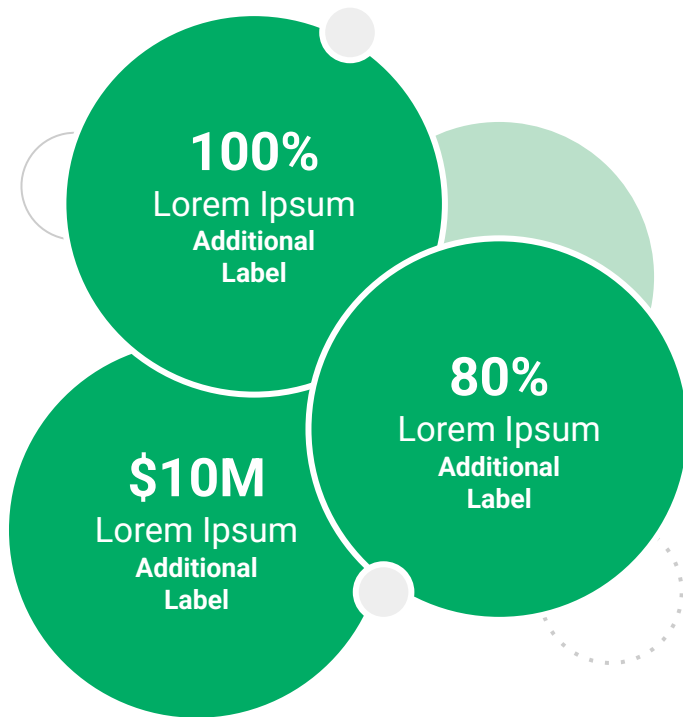 100%
Lorem Ipsum
Additional
Label
80%
Lorem Ipsum
Additional
Label
$10M
Lorem Ipsum
Additional
Label